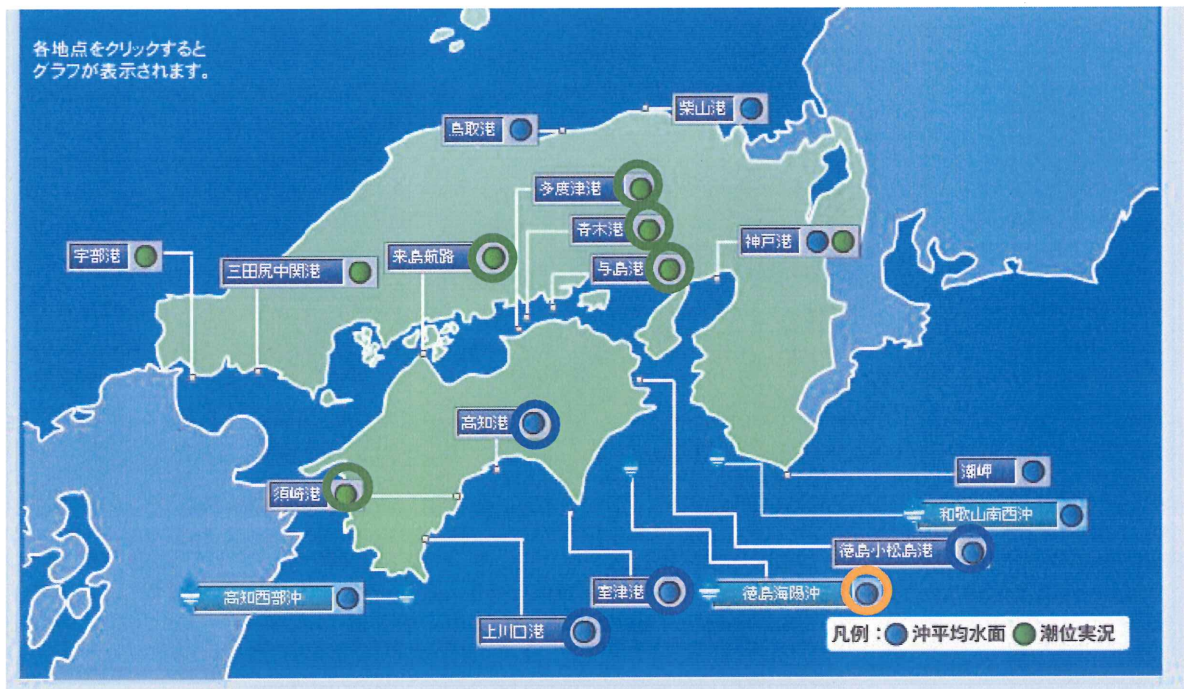 各地点をクリックすると
グラフが表示されます。
柴山港
鳥取港
多度津港
青木港
神戸港
来島航路
宇部港
三田尻中関港
与島港
高知港
潮岬
須崎港
和歌山南西沖
徳島小松島港
室津港
徳島海陽沖
高知西部沖
上川口港
凡例：沖平均水面 潮位実況